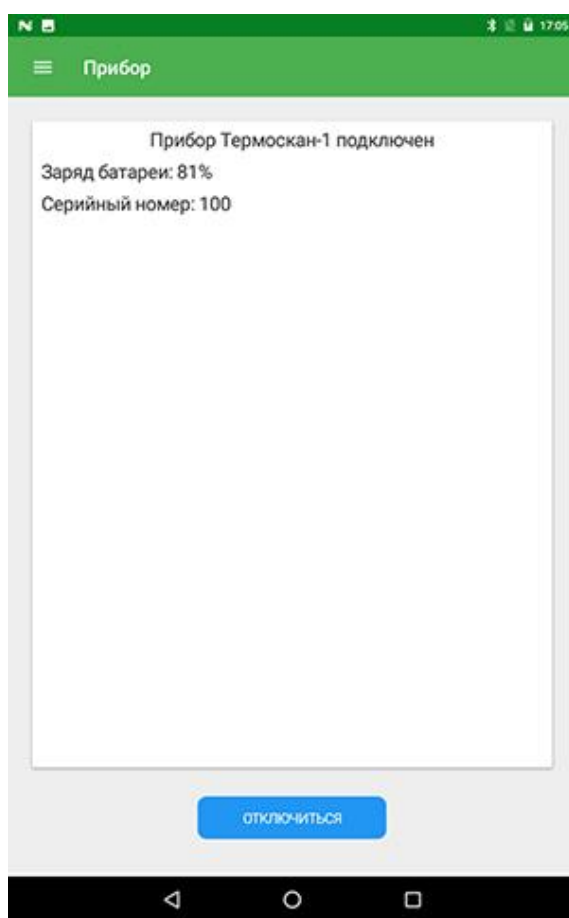 17:05
Прибор
Прибор Термоскан-1 подключен
Заряд батареи: 81%
Серийный номер: 100
ОТКЛЮЧИТЬСЯ